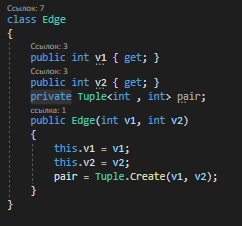 Ссылок: 7
class Edge
{
Ссылок: 3
public int v1 { get; }
Ссылок: 3
public int v2 { get; }
private Tuple<int , int> pair;
ссылка: 1
public Edge(int v1, int v2)
{
this.v1 = v1;
this.v2 = v2;
pair = Tuple.Create(v1, v2);
}
}